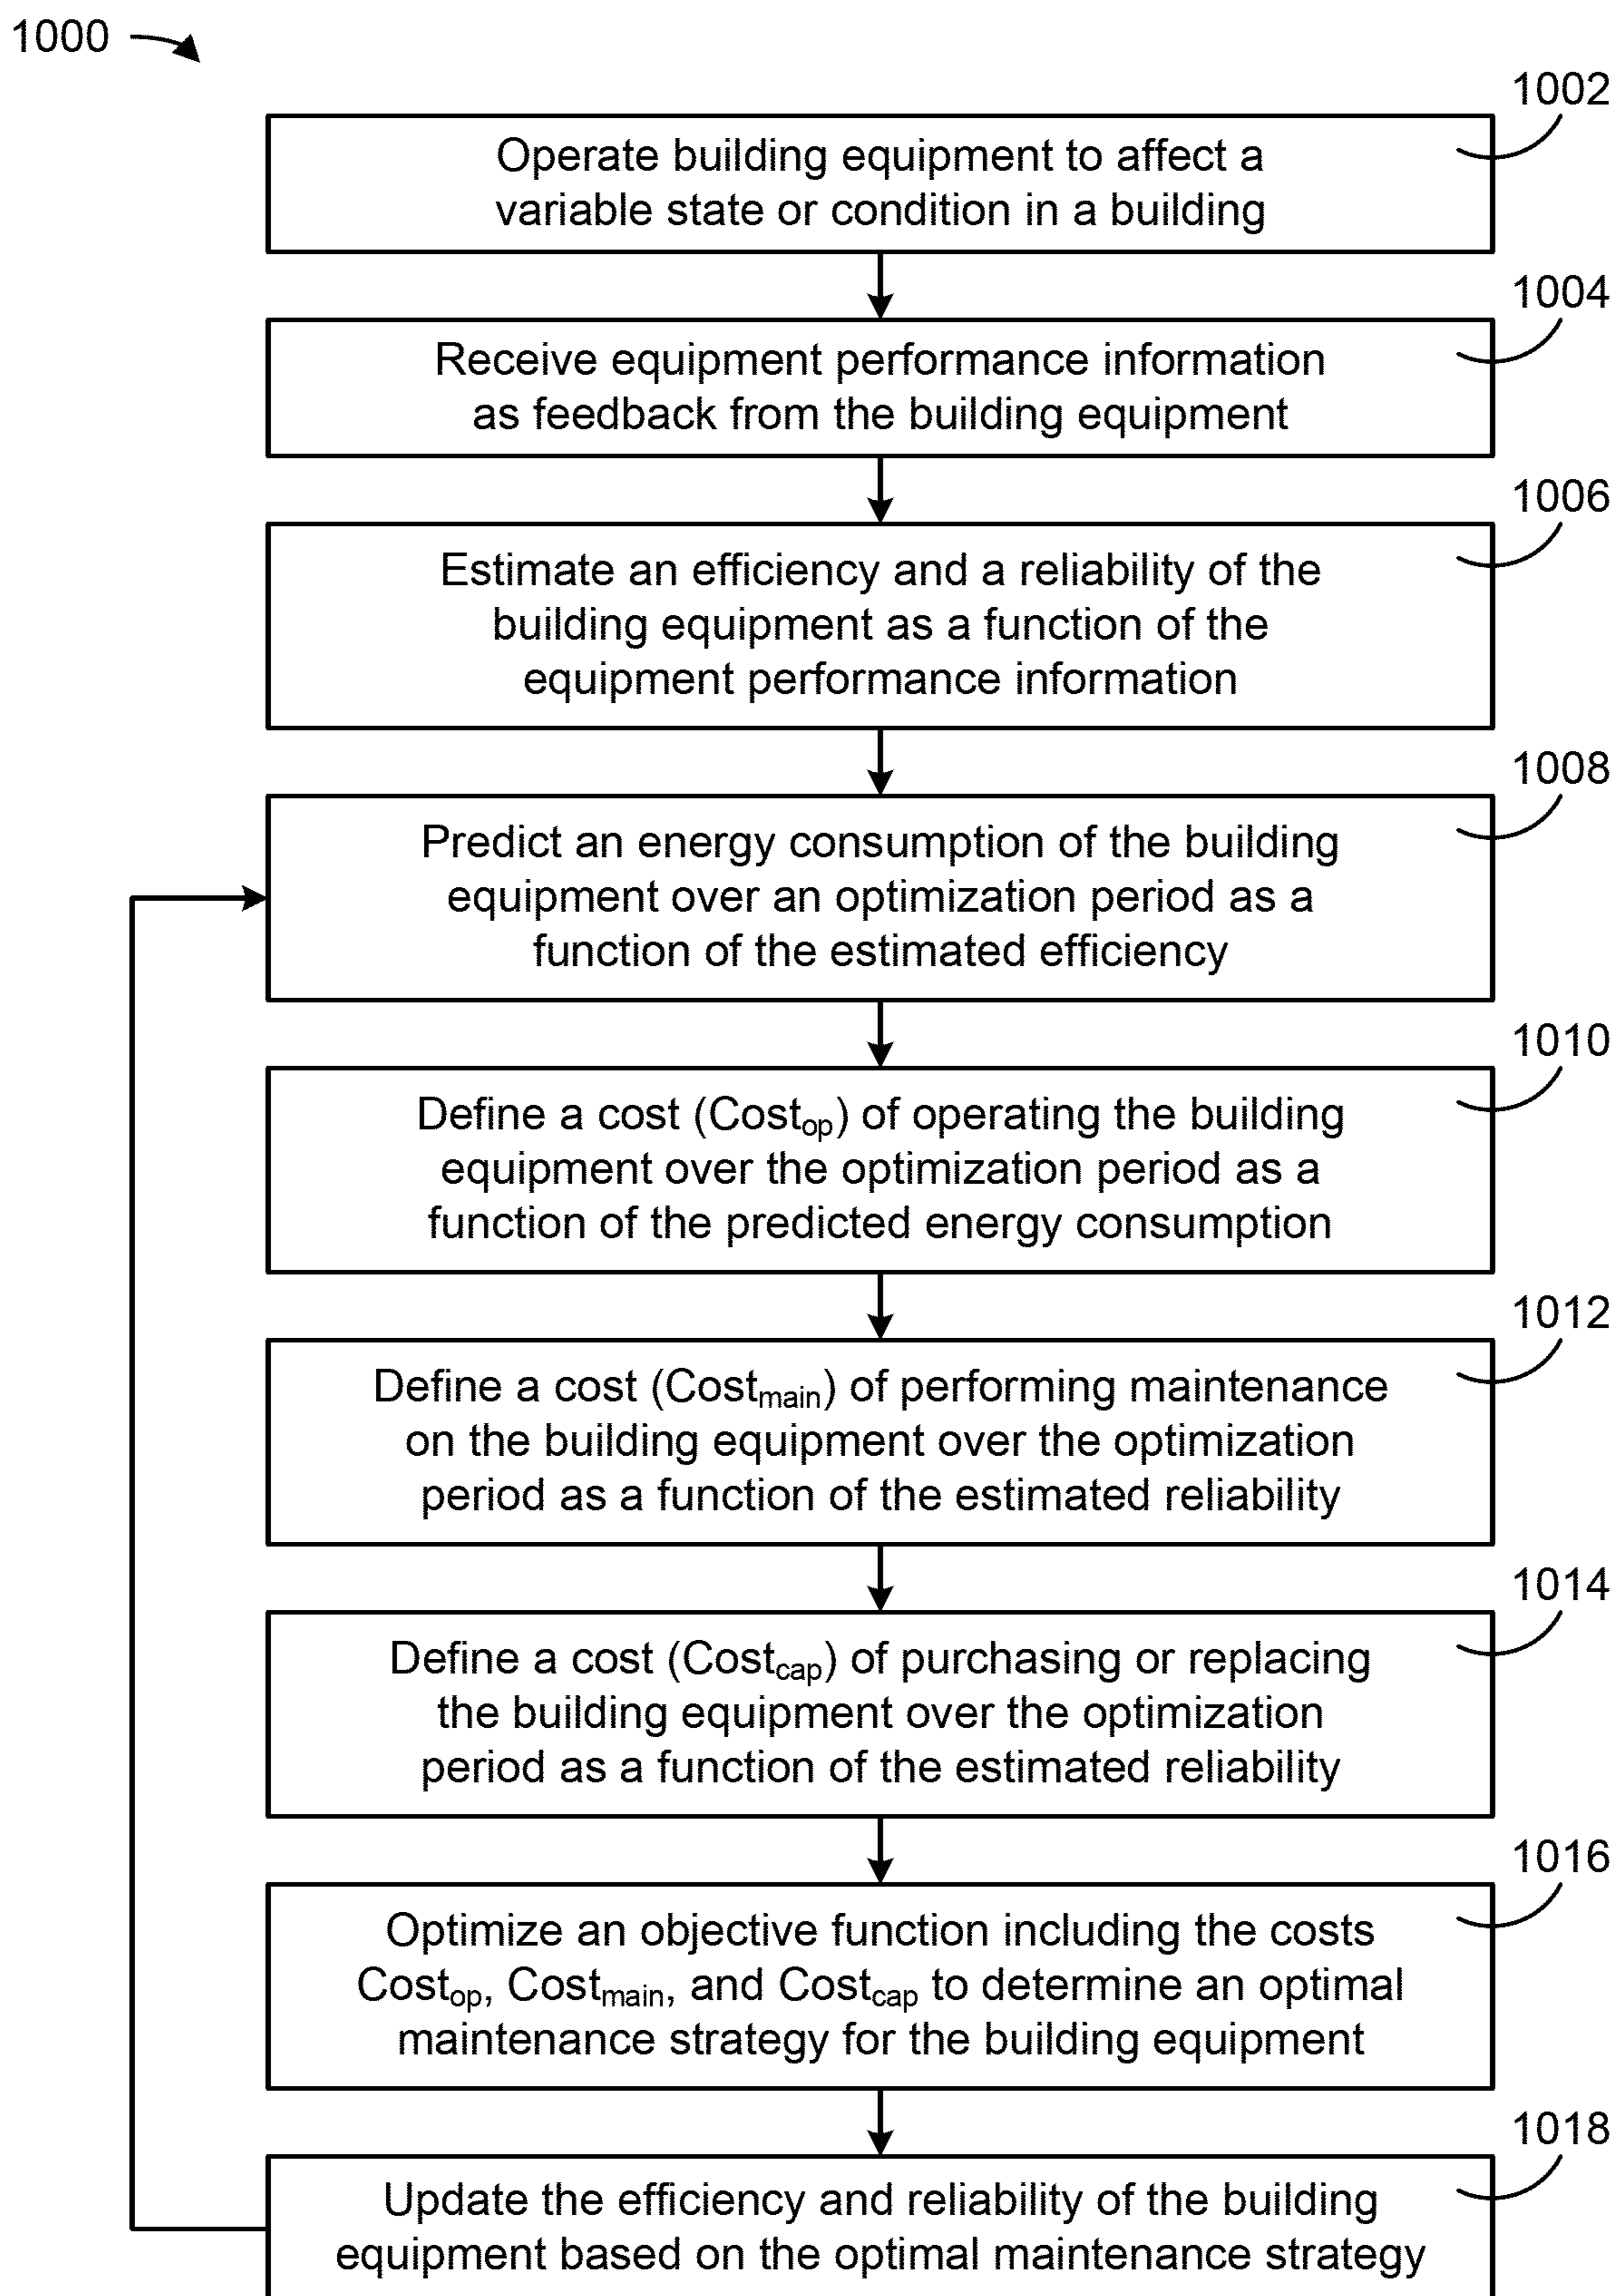 1000
1002
Operate building equipment to affect a
variable state or condition in a building
1004
Receive equipment performance information
as feedback from the building equipment
1006
Estimate an efficiency and a reliability of the
building equipment as a function of the
equipment performance information
1008
Predict an energy consumption of the building
equipment over an optimization period as a
function of the estimated efficiency
1010
Define a cost (Cost_op) of operating the building
equipment over the optimization period as a
function of the predicted energy consumption
1012
Define a cost (Cost_main) of performing maintenance
on the building equipment over the optimization
period as a function of the estimated reliability
1014
Define a cost (Cost_cap) of purchasing or replacing
the building equipment over the optimization
period as a function of the estimated reliability
1016
Optimize an objective function including the costs
Cost_op, Cost_main, and Cost_cap to determine an optimal
maintenance strategy for the building equipment
1018
Update the efficiency and reliability of the building
equipment based on the optimal maintenance strategy